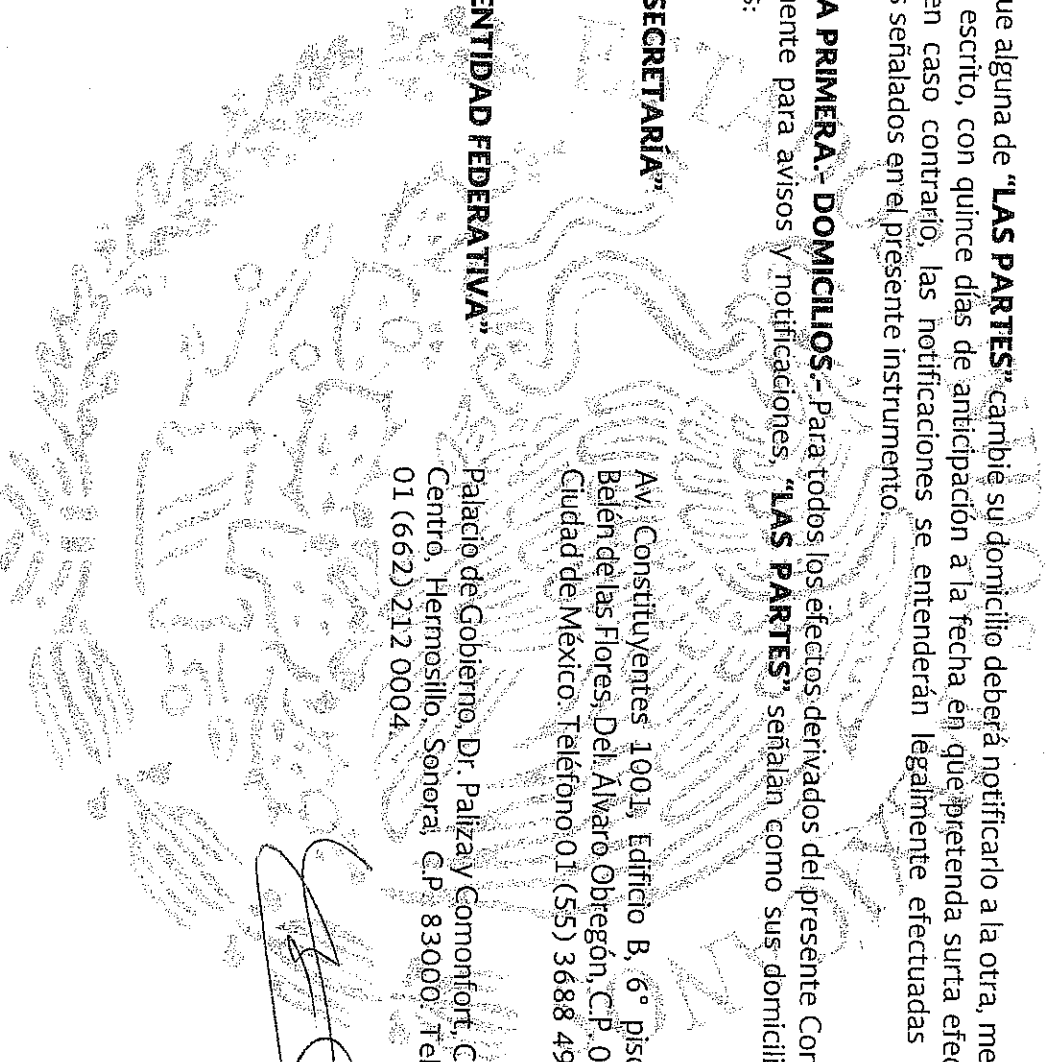 ue alguna de “LAS PARTES” cambie su domicilio deberá notificarlo a la otra, me
escrito, con quince días de anticipación a la fecha en que pretenda surta efec
en caso contrario, las notificaciones se entenderán legalmente efectuadas
s señalados en el presente instrumento.
A PRIMERA.- DOMICILIOS.- Para todos los efectos derivados del presente Con
ente para avisos y notificaciones, “LAS PARTES” señalan como sus domicili
s:
SECRETARÍA” Av. Constituyentes 1001, Edificio B, 6° piso
Belén de las Flores, Del. Álvaro Obregón, C.P. 0
Ciudad de México. Teléfono 01 (55) 3688 49
ENTIDAD FEDERATIVA” Palacio de Gobierno, Dr. Paliza y Comonfort, C
Centro, Hermosillo, Sonora, C.P. 83000. Tel
01 (662) 212 0004.